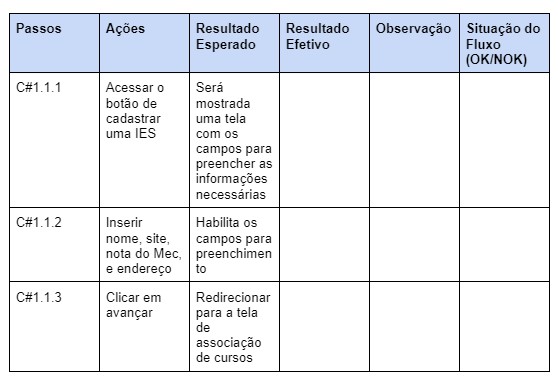 Passos Ações Resultado Esperado Resultado Efetivo Observação Situação do Fluxo (OK/NOK)
C#1.1.1
Acessar o
botão de
cadastrar
uma IES
Será
mostrada
uma tela
com os
campos para
preencher as
informações
necessárias
C#1.1.2
Inserir
nome, site,
nota do Mec,
e endereço
Habilita os
campos para
preenchimen
to
C#1.1.3
Clicar em
avançar
Redirecionar
para a tela
de
associação
de cursos